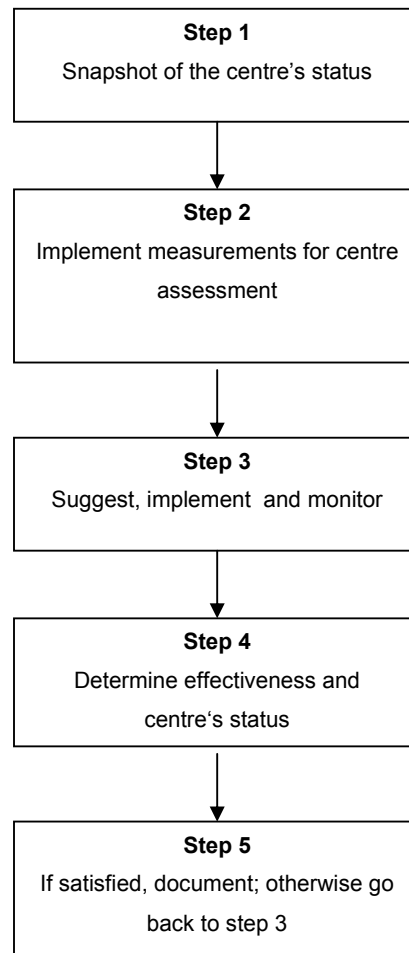 Step 1
Snapshot of the centre’s status
Step 2
Implement measurements for centre
assessment
Step 3
Suggest, implement  and monitor
Step 4
Determine effectiveness and
centre‘s status
Step 5
If satisfied, document; otherwise go
back to step 3